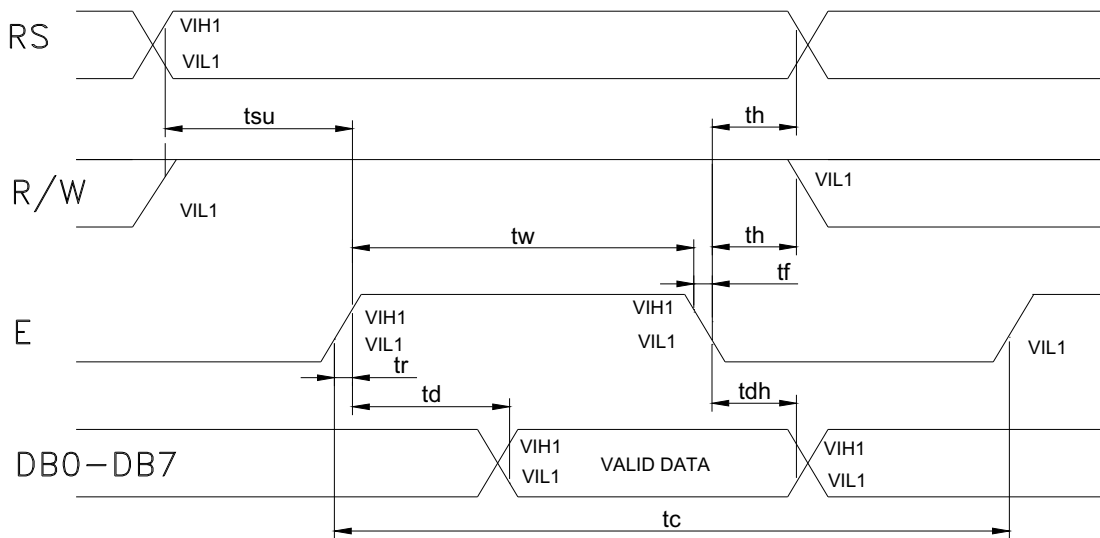 RS
VIH1
VIL1
tsu
th
R/W
VIL1
VIL1
tw
th
tf
E
VIH1
VIL1
VIH1
VIL1
VIL1
tr
td
tdh
DB0-DB7
VIH1
VIL1
VALID DATA
VIH1
VIL1
tc